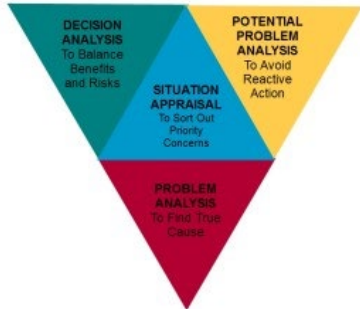 DECISION
ANALYSIS
To Balance
Benefits
and Risks
POTENTIAL
PROBLEM
ANALYSIS
To Avoid
Reactive
Action
SITUATION
APPRAISAL
To Sort Out
Priority
Concerns
PROBLEM
ANALYSIS
To Find True
Cause